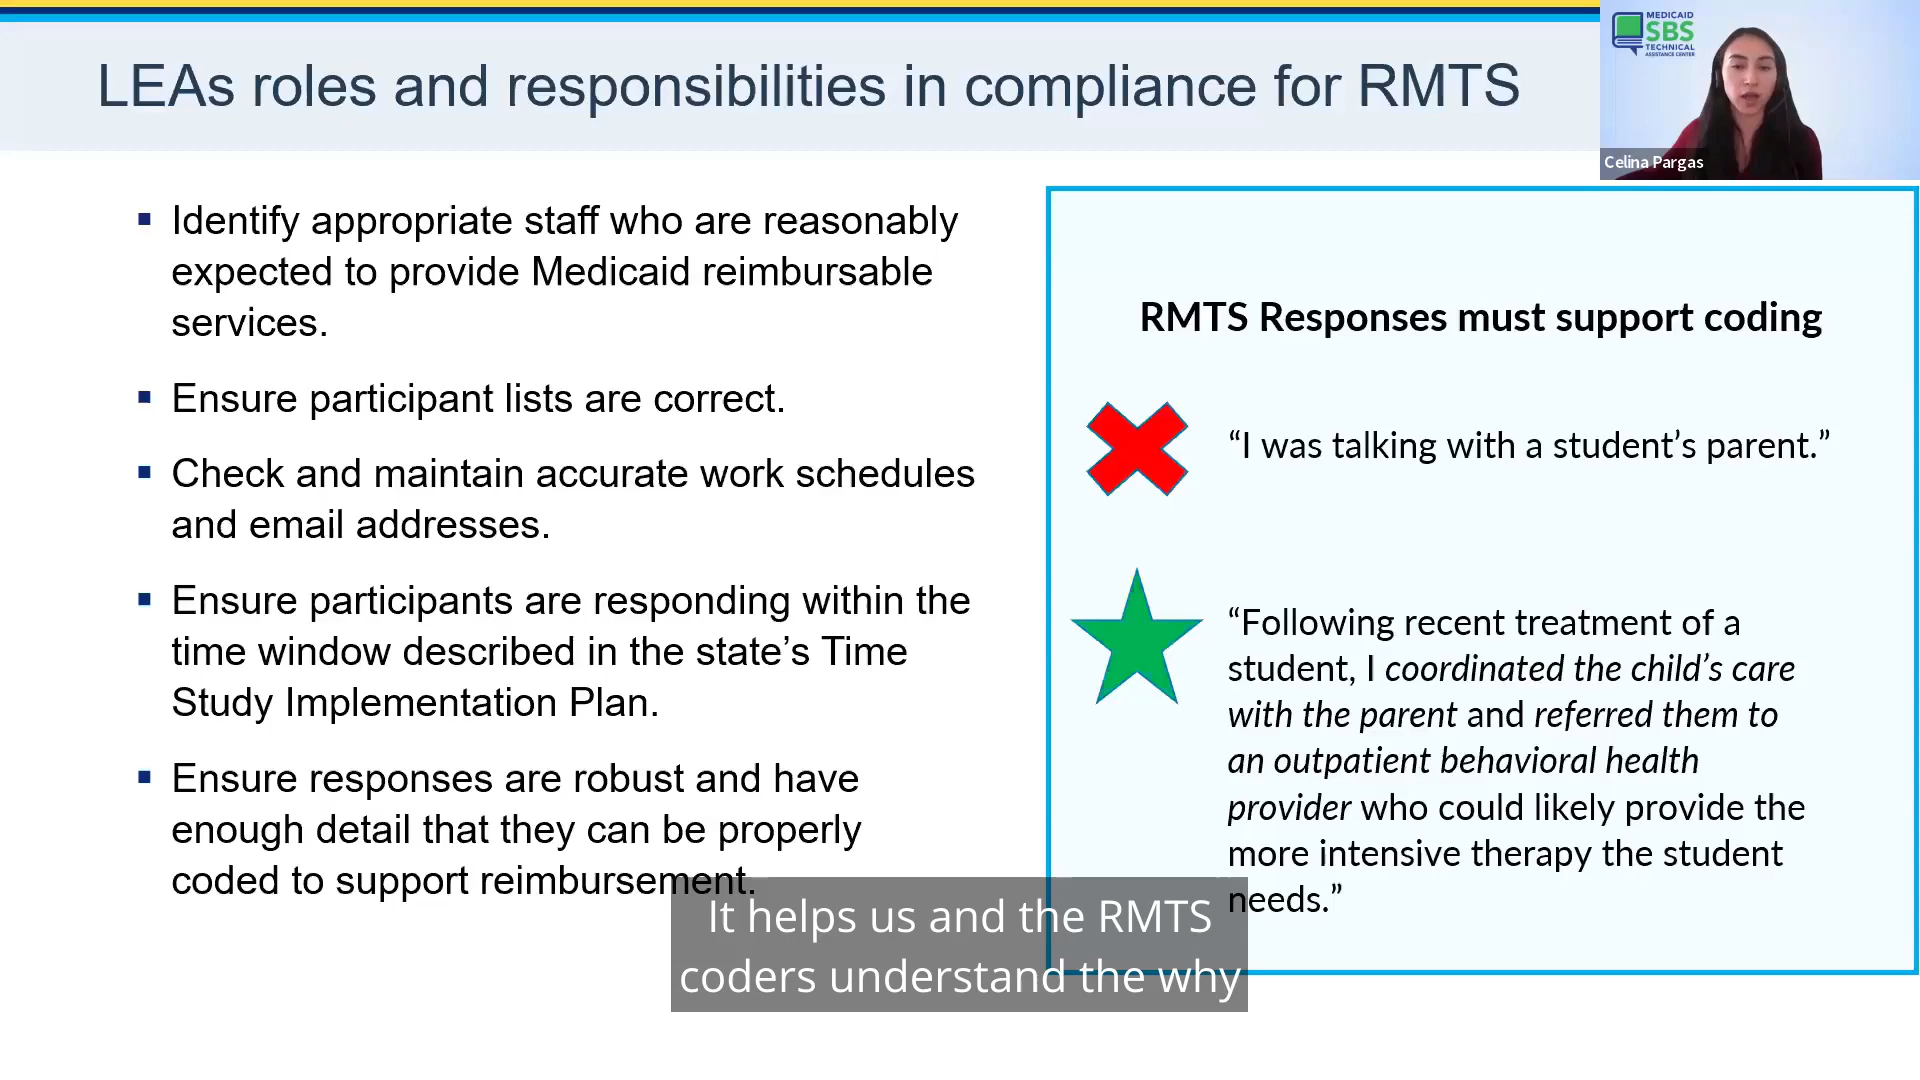 LEAs roles and responsibilities in compliance for RMTS
MEDICAID
SBS
TECHNICAL
ASSISTANCE CENTER
Celina Pargas
▪ Identify appropriate staff who are reasonably
expected to provide Medicaid reimbursable
services.
▪ Ensure participant lists are correct.
▪ Check and maintain accurate work schedules
and email addresses.
▪ Ensure participants are responding within the
time window described in the state’s Time
Study Implementation Plan.
▪ Ensure responses are robust and have
enough detail that they can be properly
coded to support reimbursement.
RMTS Responses must support coding
“I was talking with a student’s parent.”
“Following recent treatment of a
student, I coordinated the child’s care
with the parent and referred them to
an outpatient behavioral health
provider who could likely provide the
more intensive therapy the student
needs.”
It helps us and the RMTS
coders understand the why